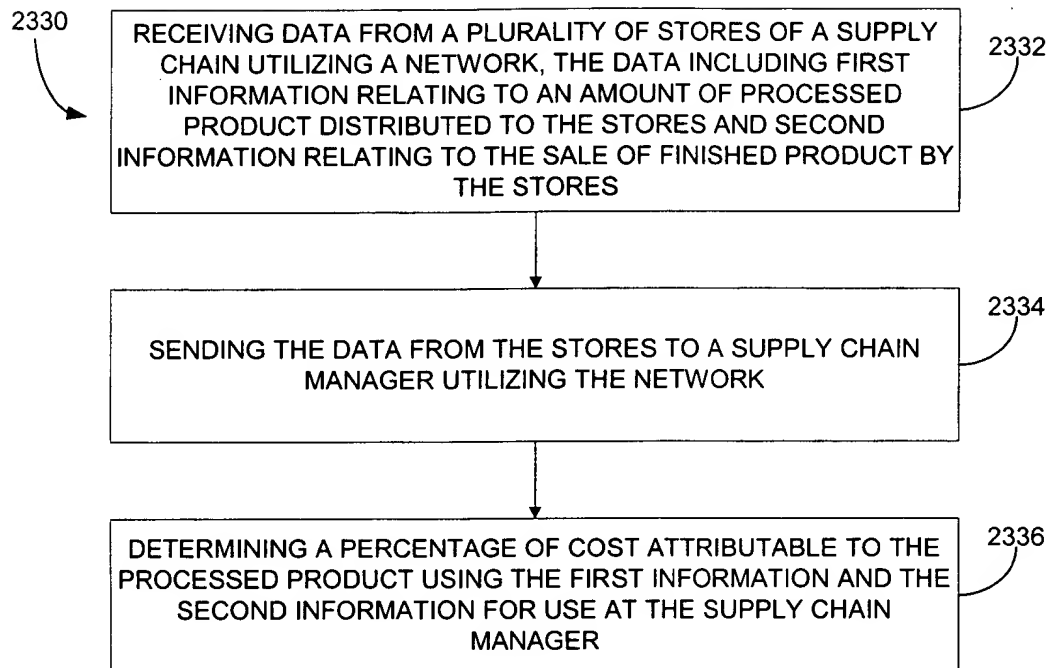 2330
RECEIVING DATA FROM A PLURALITY OF STORES OF A SUPPLY
CHAIN UTILIZING A NETWORK, THE DATA INCLUDING FIRST
INFORMATION RELATING TO AN AMOUNT OF PROCESSED
PRODUCT DISTRIBUTED TO THE STORES AND SECOND
INFORMATION RELATING TO THE SALE OF FINISHED PRODUCT BY
THE STORES
2332
SENDING THE DATA FROM THE STORES TO A SUPPLY CHAIN
MANAGER UTILIZING THE NETWORK
2334
DETERMINING A PERCENTAGE OF COST ATTRIBUTABLE TO THE
PROCESSED PRODUCT USING THE FIRST INFORMATION AND THE
SECOND INFORMATION FOR USE AT THE SUPPLY CHAIN
MANAGER
2336